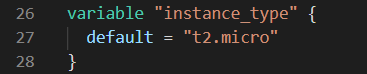 26 variable "instance_type" {
27   default = "t2.micro"
28 }